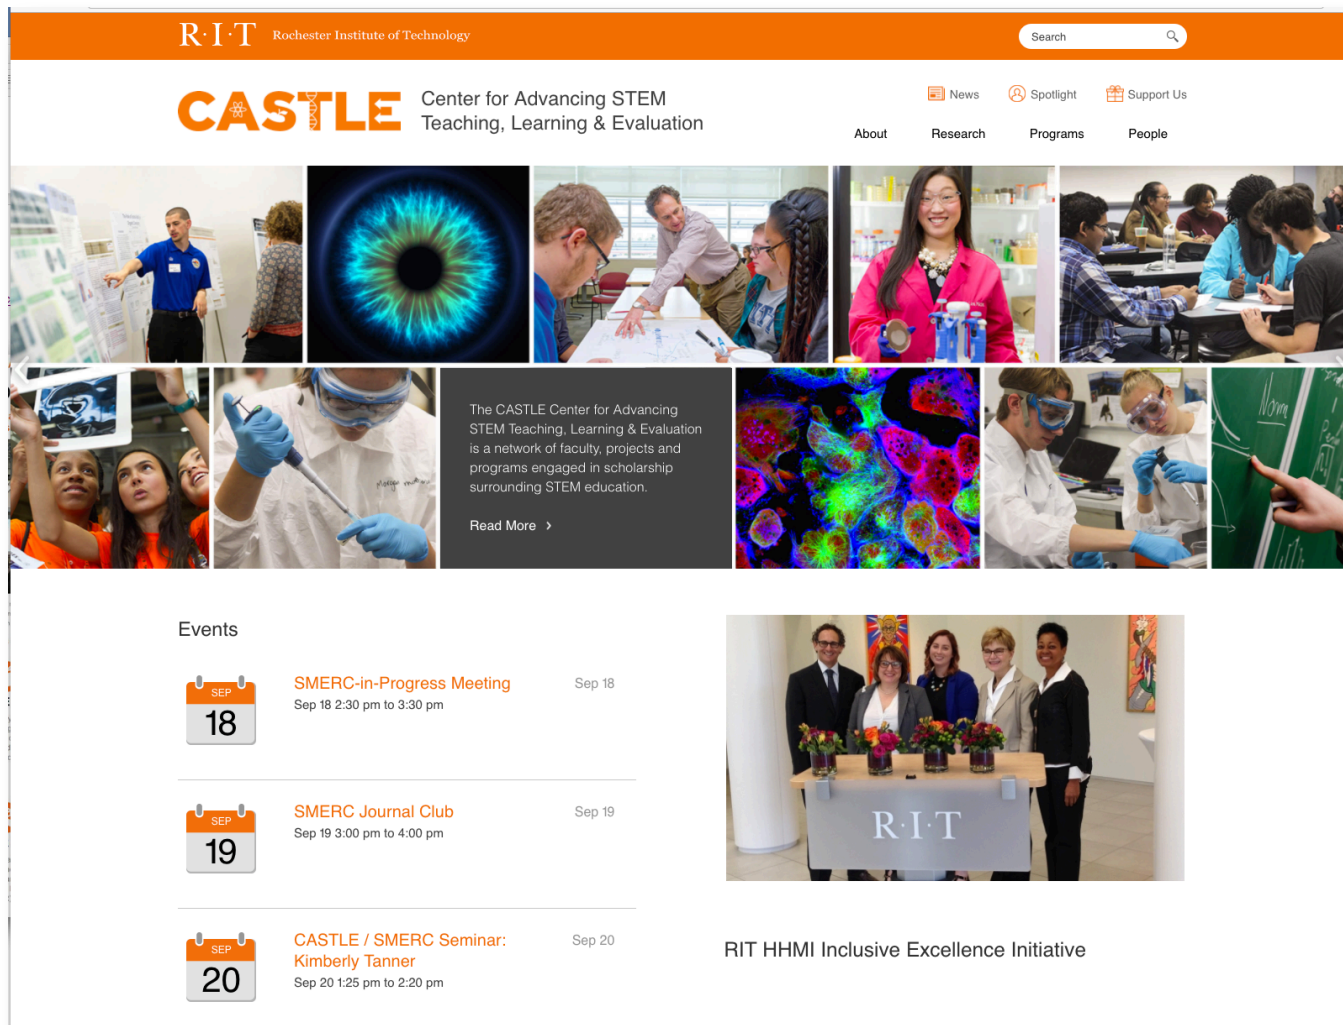 R·I·T Rochester Institute of Technology
Search
CASTLE
Center for Advancing STEM
Teaching, Learning & Evaluation
News
Spotlight
Support Us
About
Research
Programs
People
The CASTLE Center for Advancing
STEM Teaching, Learning & Evaluation
is a network of faculty, projects and
programs engaged in scholarship
surrounding STEM education.
Read More
Events
SEP
18
SMERC-in-Progress Meeting
Sep 18
Sep 18 2:30 pm to 3:30 pm
SEP
19
SMERC Journal Club
Sep 19
Sep 19 3:00 pm to 4:00 pm
SEP
20
CASTLE / SMERC Seminar:
Kimberly Tanner
Sep 20
Sep 20 1:25 pm to 2:20 pm
R·I·T
RIT HHMI Inclusive Excellence Initiative